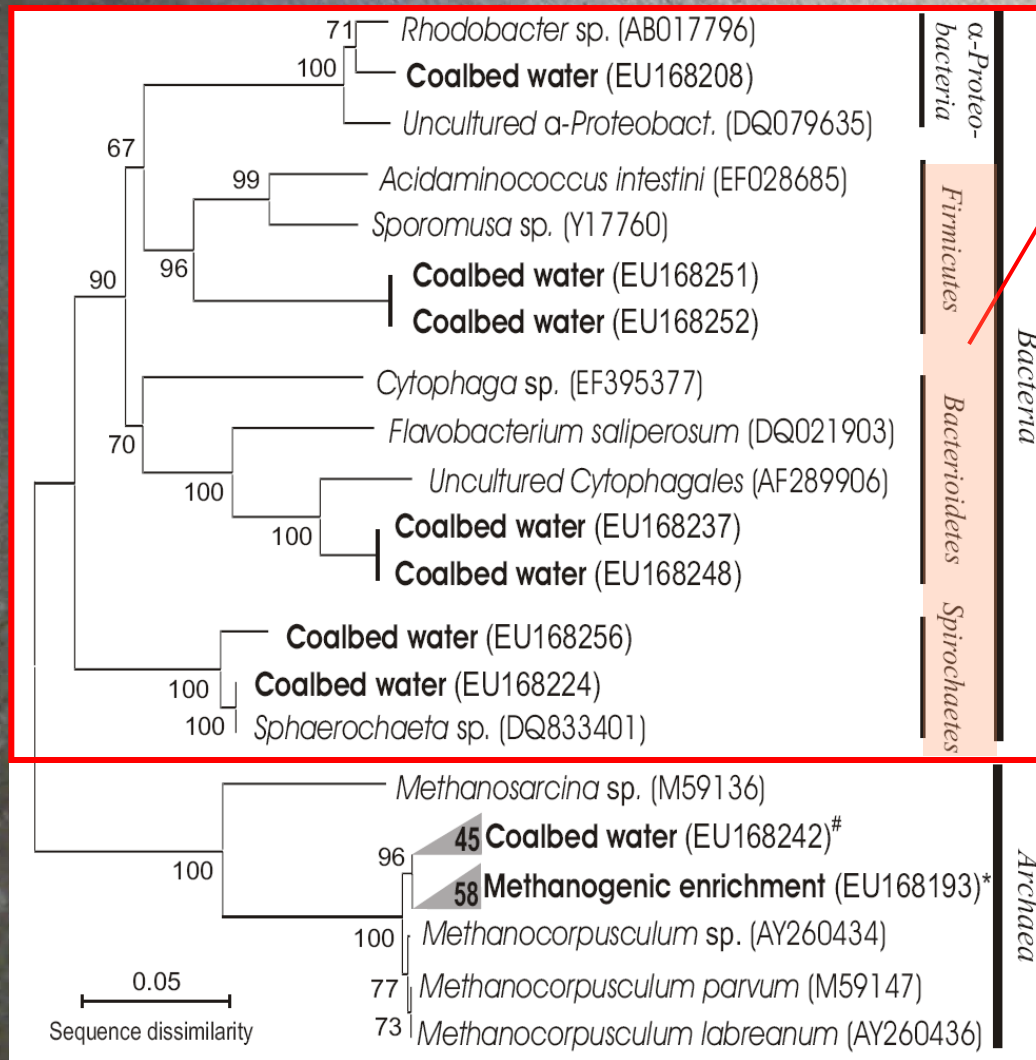 71
Rhodobacter sp. (AB017796)
100
Coalbed water (EU168208)
Uncultured α-Proteobact. (DQ079635)
α-Proteo-
bacteria
67
99
Acidaminococcus intestini (EF028685)
Sporomusa sp. (Y17760)
96
Coalbed water (EU168251)
Coalbed water (EU168252)
Firmicutes
90
Cytophaga sp. (EF395377)
Flavobacterium saliperosum (DQ021903)
70
Uncultured Cytophagales (AF289906)
100
Coalbed water (EU168237)
100
Coalbed water (EU168248)
Bacterioidetes
Coalbed water (EU168256)
Coalbed water (EU168224)
100
Sphaerochaeta sp. (DQ833401)
100
Spirochaetes
Bacteria
Methanosarcina sp. (M59136)
45 Coalbed water (EU168242)#
96
58 Methanogenic enrichment (EU168193)*
100
Methanocorpusculum sp. (AY260434)
100
Methanocorpusculum parvum (M59147)
77
Methanocorpusculum labreanum (AY260436)
73
Archaea
0.05
Sequence dissimilarity